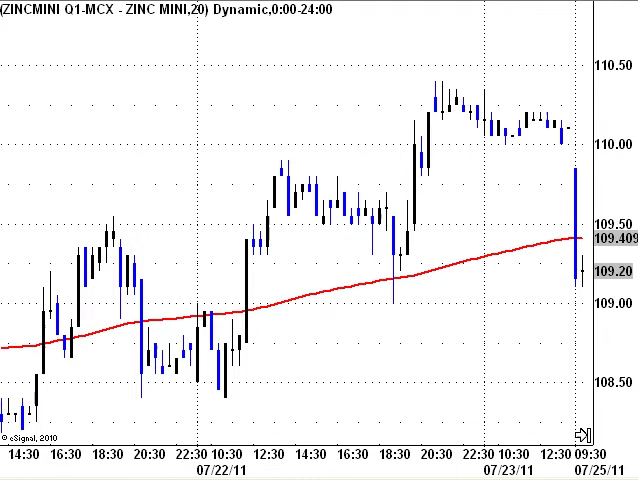 (ZINCMINI Q1-MCX - ZINC MINI,20) Dynamic,0:00-24:00
110.50
110.00
109.50
109.409
109.20
109.00
108.50
© eSignal, 2010
14:30 16:30 18:30 20:30 22:30 10:30 12:30 14:30 16:30 18:30 20:30 22:30 10:30 12:30 09:30
07/22/11 07/23/11 07/25/11